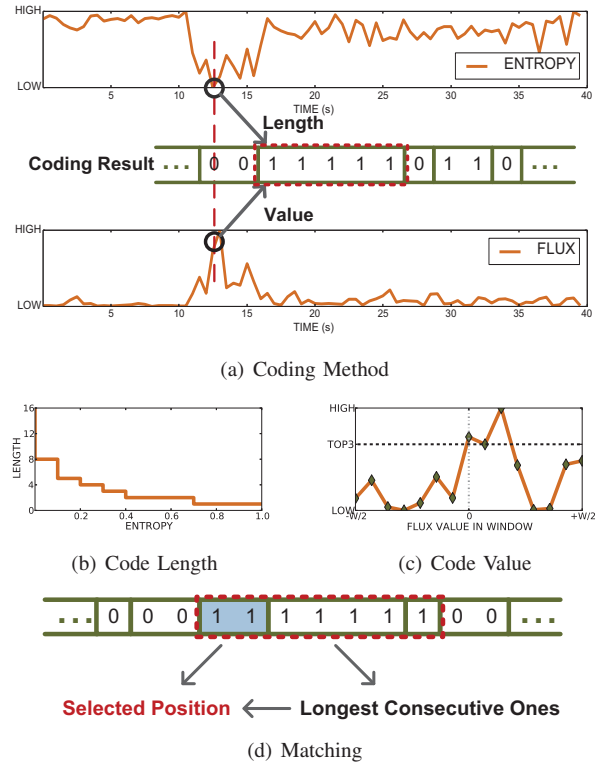 HIGH
LOW
ENTROPY
0 5 10 15 20 25 30 35 40
TIME (s)
Length
Coding Result ... 0 0 1 1 1 1 1 0 1 1 0 ...
Value
HIGH
LOW
FLUX
0 5 10 15 20 25 30 35 40
TIME (s)
(a) Coding Method
16
12
8
4
0
LENGTH
0.2 0.4 0.6 0.8 1.0
ENTROPY
(b) Code Length
HIGH
TOP3
LOW
-W/2 0 +W/2
FLUX VALUE IN WINDOW
(c) Code Value
... 0 0 0 1 1 1 1 1 1 1 0 0 ...
Selected Position
Longest Consecutive Ones
(d) Matching